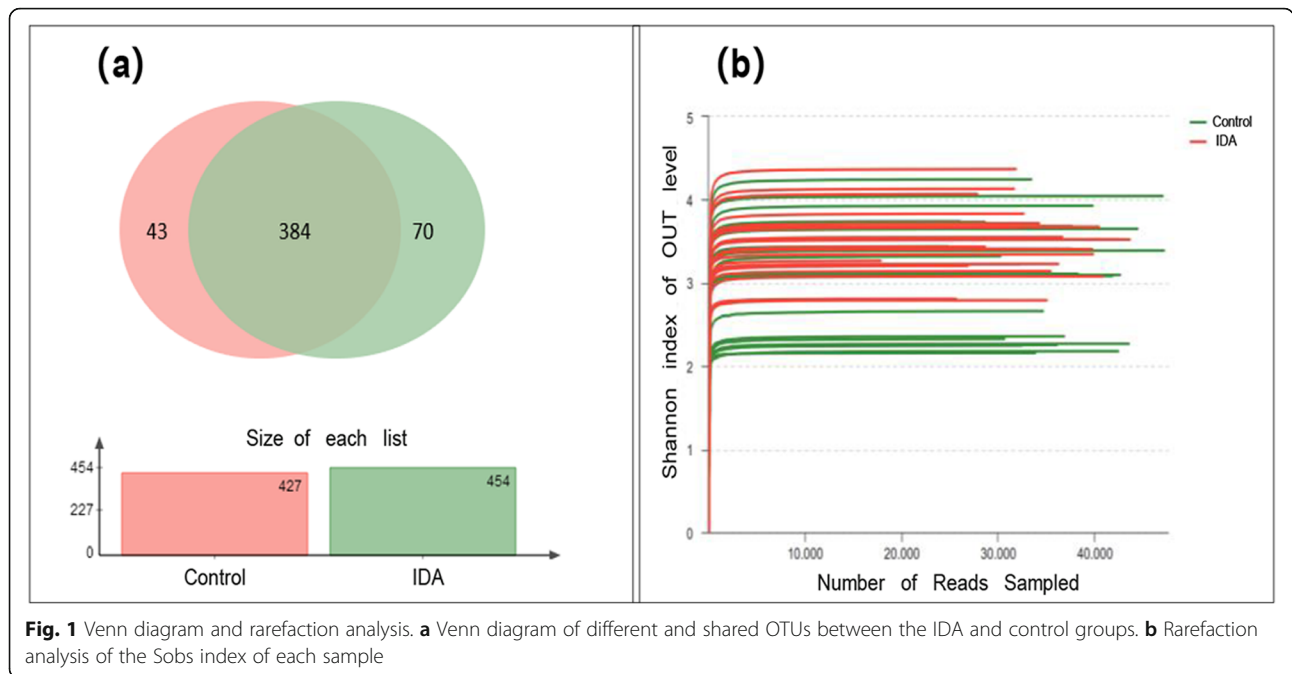 (a)
43
384
70
Size of each list
454
227
0
427
454
Control
IDA
(b)
Control
IDA
Shannon index of OUT level
5
4
3
2
1
0
10.000
20.000
30.000
40.000
Number of Reads Sampled
Fig. 1 Venn diagram and rarefaction analysis. a Venn diagram of different and shared OTUs between the IDA and control groups. b Rarefaction
analysis of the Sobs index of each sample